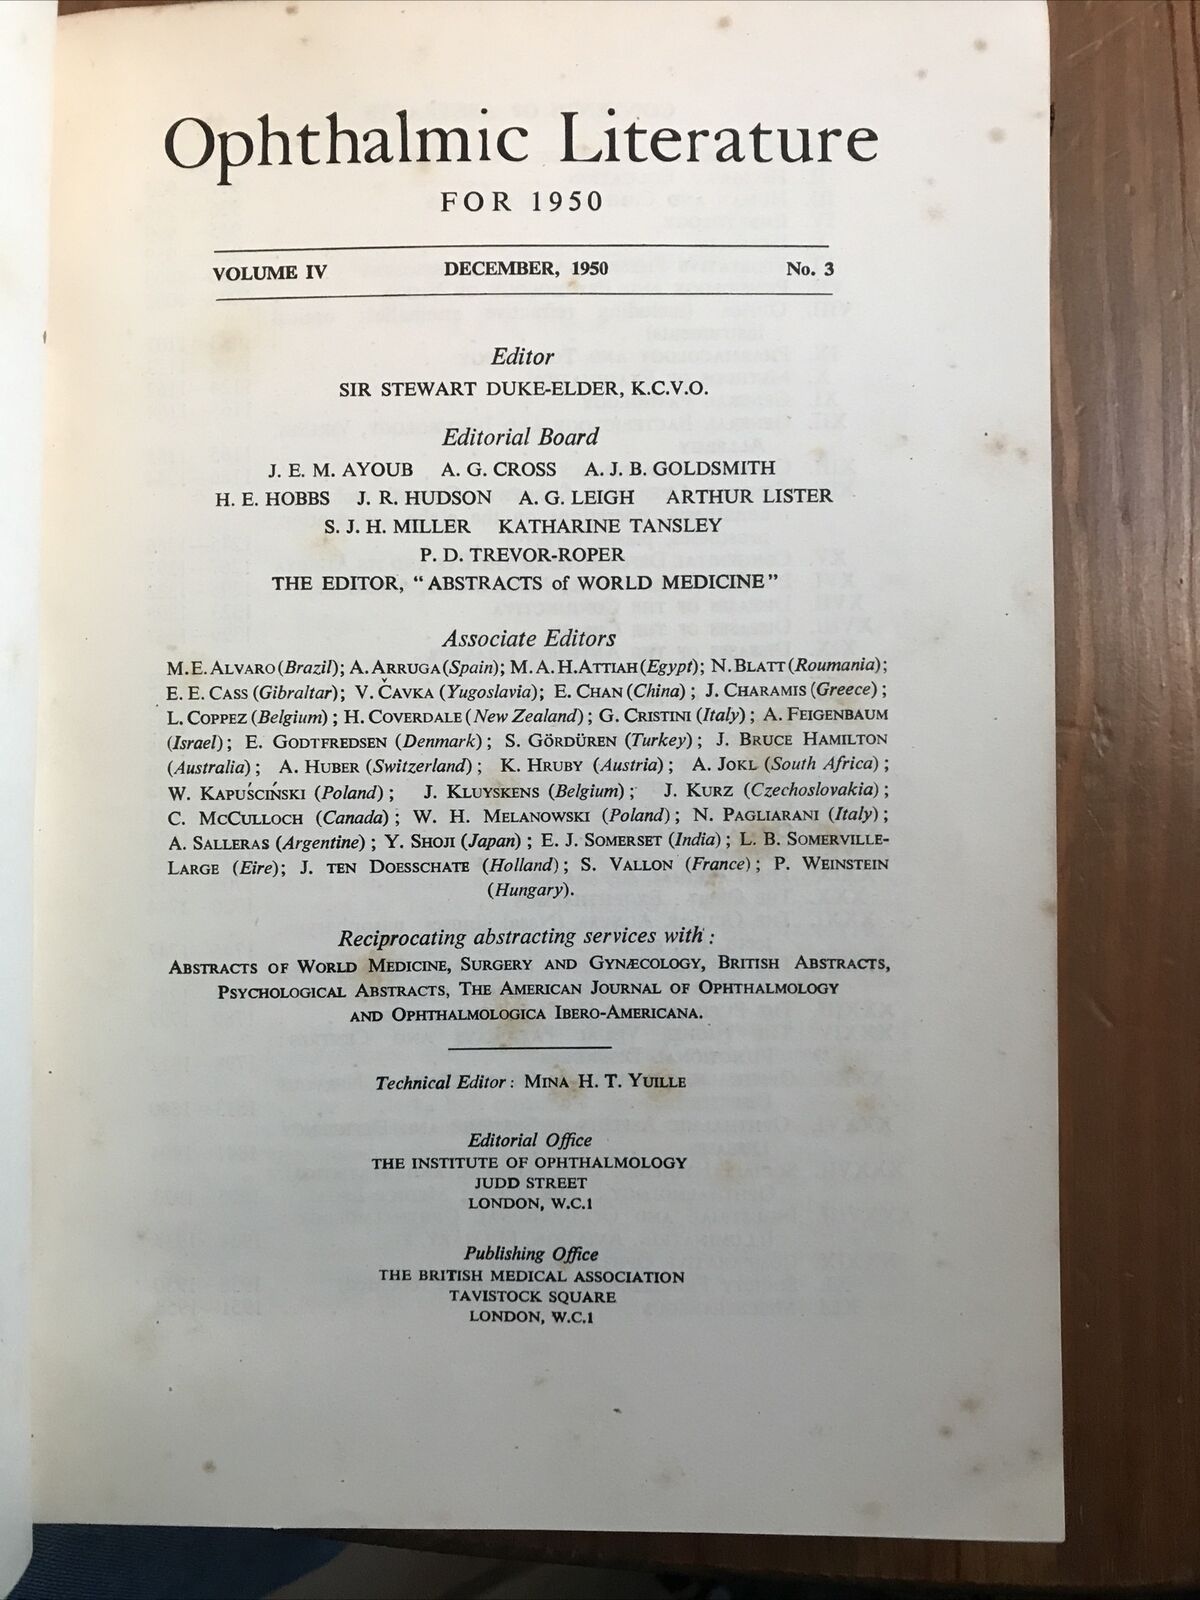 Ophthalmic Literature
FOR 1950
VOLUME IV DECEMBER, 1950 No. 3
Editor
SIR STEWART DUKE-ELDER, K.C.V.O.
Editorial Board
J. E. M. AYOUB A. G. CROSS A. J. B. GOLDSMITH
H. E. HOBBS J. R. HUDSON A. G. LEIGH ARTHUR LISTER
S. J. H. MILLER KATHARINE TANSLEY
P. D. TREVOR-ROPER
THE EDITOR, "ABSTRACTS of WORLD MEDICINE"
Associate Editors
M. E. ALVARO (Brazil); A. ARRUGA (Spain); M. A. H. ATTIAH (Egypt); N. BLATT (Roumania);
E. E. CASS (Gibraltar); V. ČAVKA (Yugoslavia); E. CHAN (China); J. CHARAMIS (Greece);
L. COPPEZ (Belgium); H. COVERDALE (New Zealand); G. CRISTINI (Italy); A. FEIGENBAUM
(Israel); E. GODTFREDSEN (Denmark); S. GÖRDÜREN (Turkey); J. BRUCE HAMILTON
(Australia); A. HUBER (Switzerland); K. HRUBY (Austria); A. JOKL (South Africa);
W. KAPUŚCIŃSKI (Poland); J. KLUYSKENS (Belgium); J. KURZ (Czechoslovakia);
C. MCCULLOCH (Canada); W. H. MELANOWSKI (Poland); N. PAGLIARANI (Italy);
A. SALLERAS (Argentine); Y. SHOJI (Japan); E. J. SOMERSET (India); L. B. SOMERVILLE-
LARGE (Eire); J. TEN DOESSCHATE (Holland); S. VALLON (France); P. WEINSTEIN
(Hungary).
Reciprocating abstracting services with:
ABSTRACTS OF WORLD MEDICINE, SURGERY AND GYNÆCOLOGY, BRITISH ABSTRACTS,
PSYCHOLOGICAL ABSTRACTS, THE AMERICAN JOURNAL OF OPHTHALMOLOGY
AND OPHTHALMOLOGICA IBERO-AMERICANA.
Technical Editor: MINA H. T. YUILLE
Editorial Office
THE INSTITUTE OF OPHTHALMOLOGY
JUDD STREET
LONDON, W.C.1
Publishing Office
THE BRITISH MEDICAL ASSOCIATION
TAVISTOCK SQUARE
LONDON, W.C.1